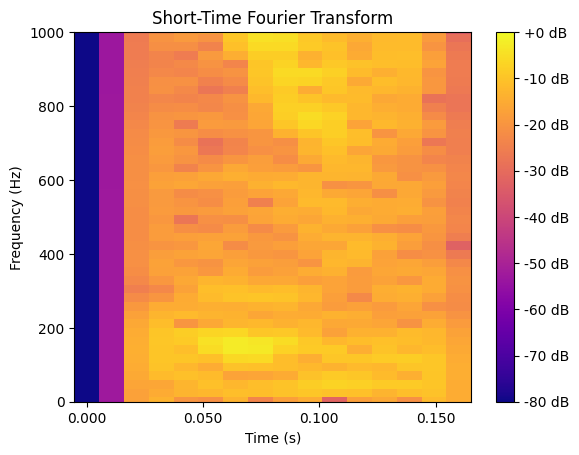 Short-Time Fourier Transform
1000
800
600
400
200
0
Frequency (Hz)
0.000
0.050
0.100
0.150
Time (s)
+0 dB
-10 dB
-20 dB
-30 dB
-40 dB
-50 dB
-60 dB
-70 dB
-80 dB